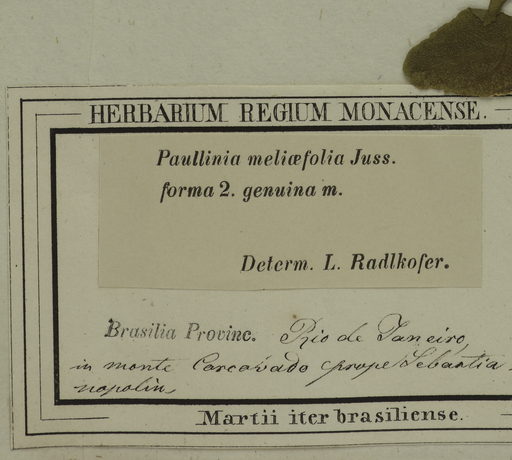 HERBARIUM REGIUM MONACENSE.
Paullinia meliæfolia Juss.
forma 2. genuina m.
Determ. L. Radlkofer.
Brasilia Provinc. Rio de Janeiro,
in monte Corcovado prope Sebastia-
nopolin
Martii iter brasiliense.